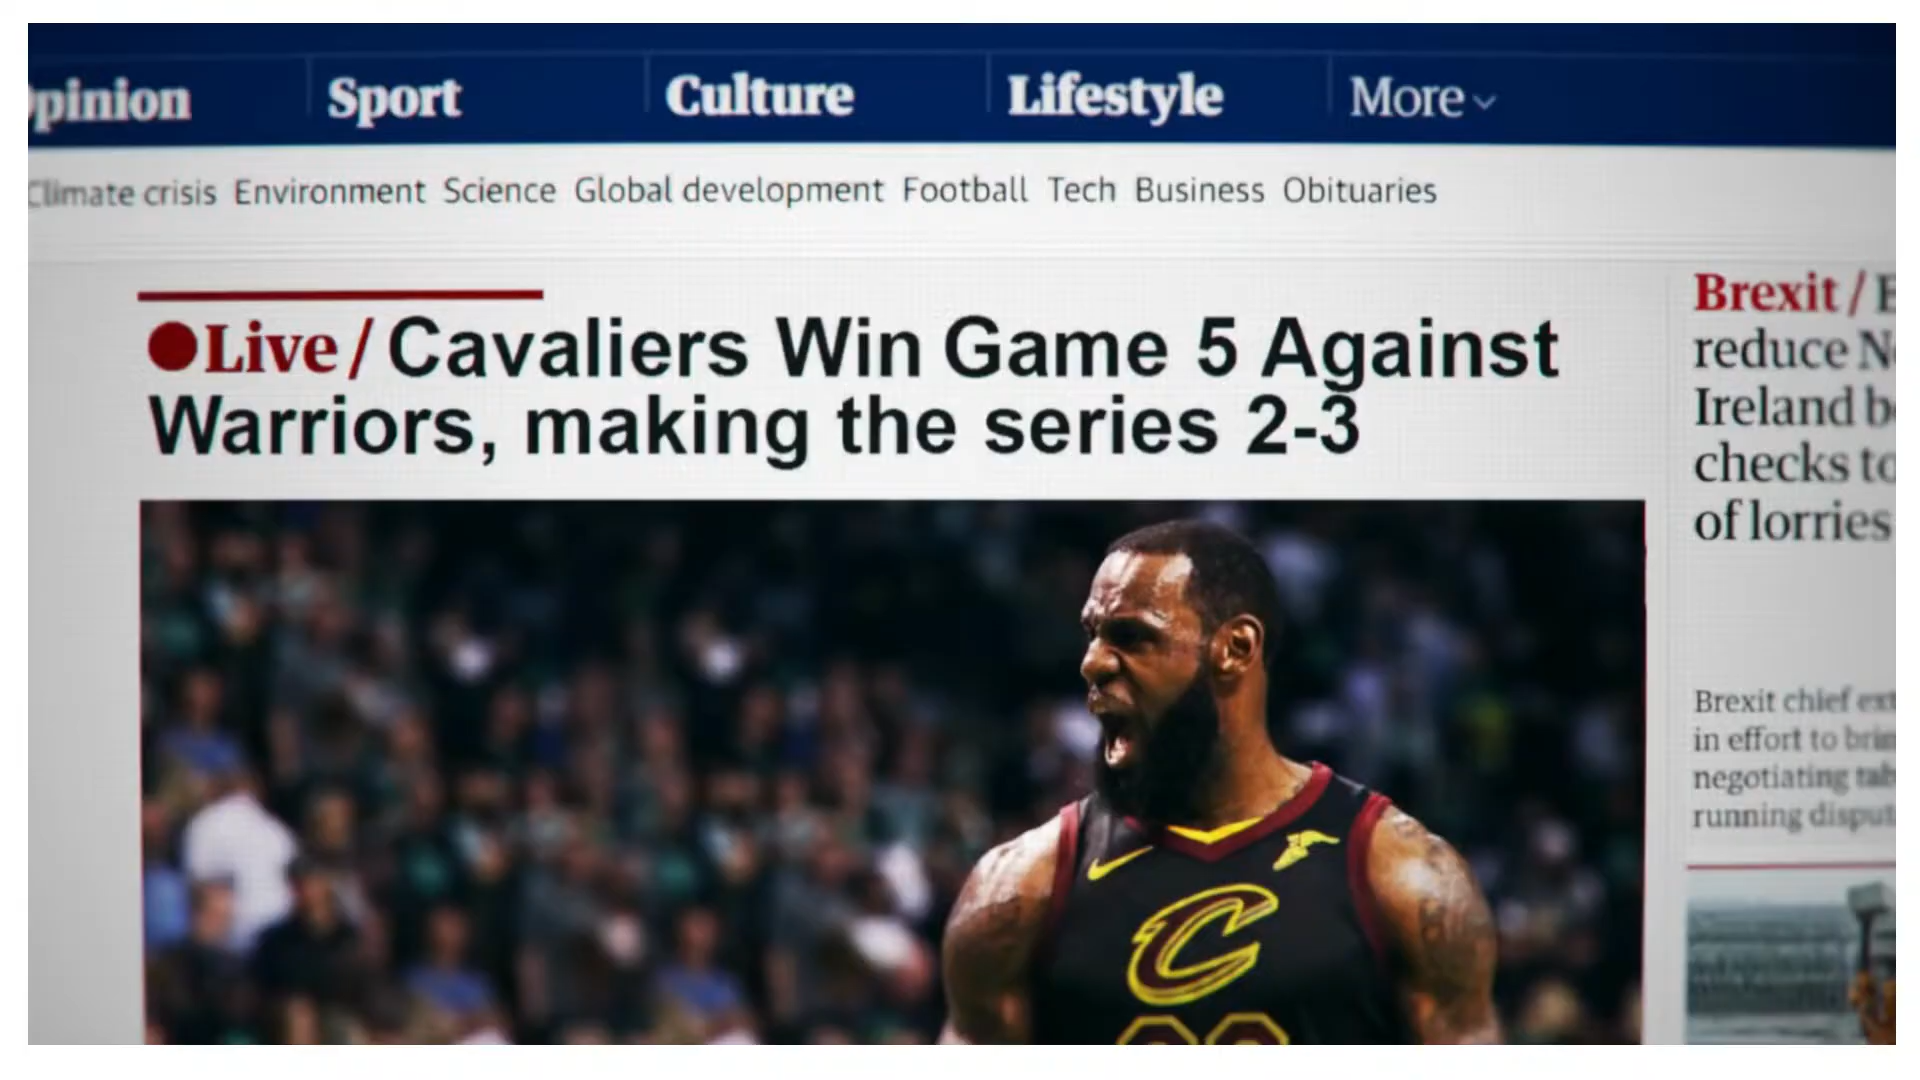 pinion Sport Culture Lifestyle More
Climate crisis Environment Science Global development Football Tech Business Obituaries
Live / Cavaliers Win Game 5 Against
Warriors, making the series 2-3
Brexit /
reduce
Ireland
checks to
of lorries
Brexit chief
in effort to
negotiating
running
C